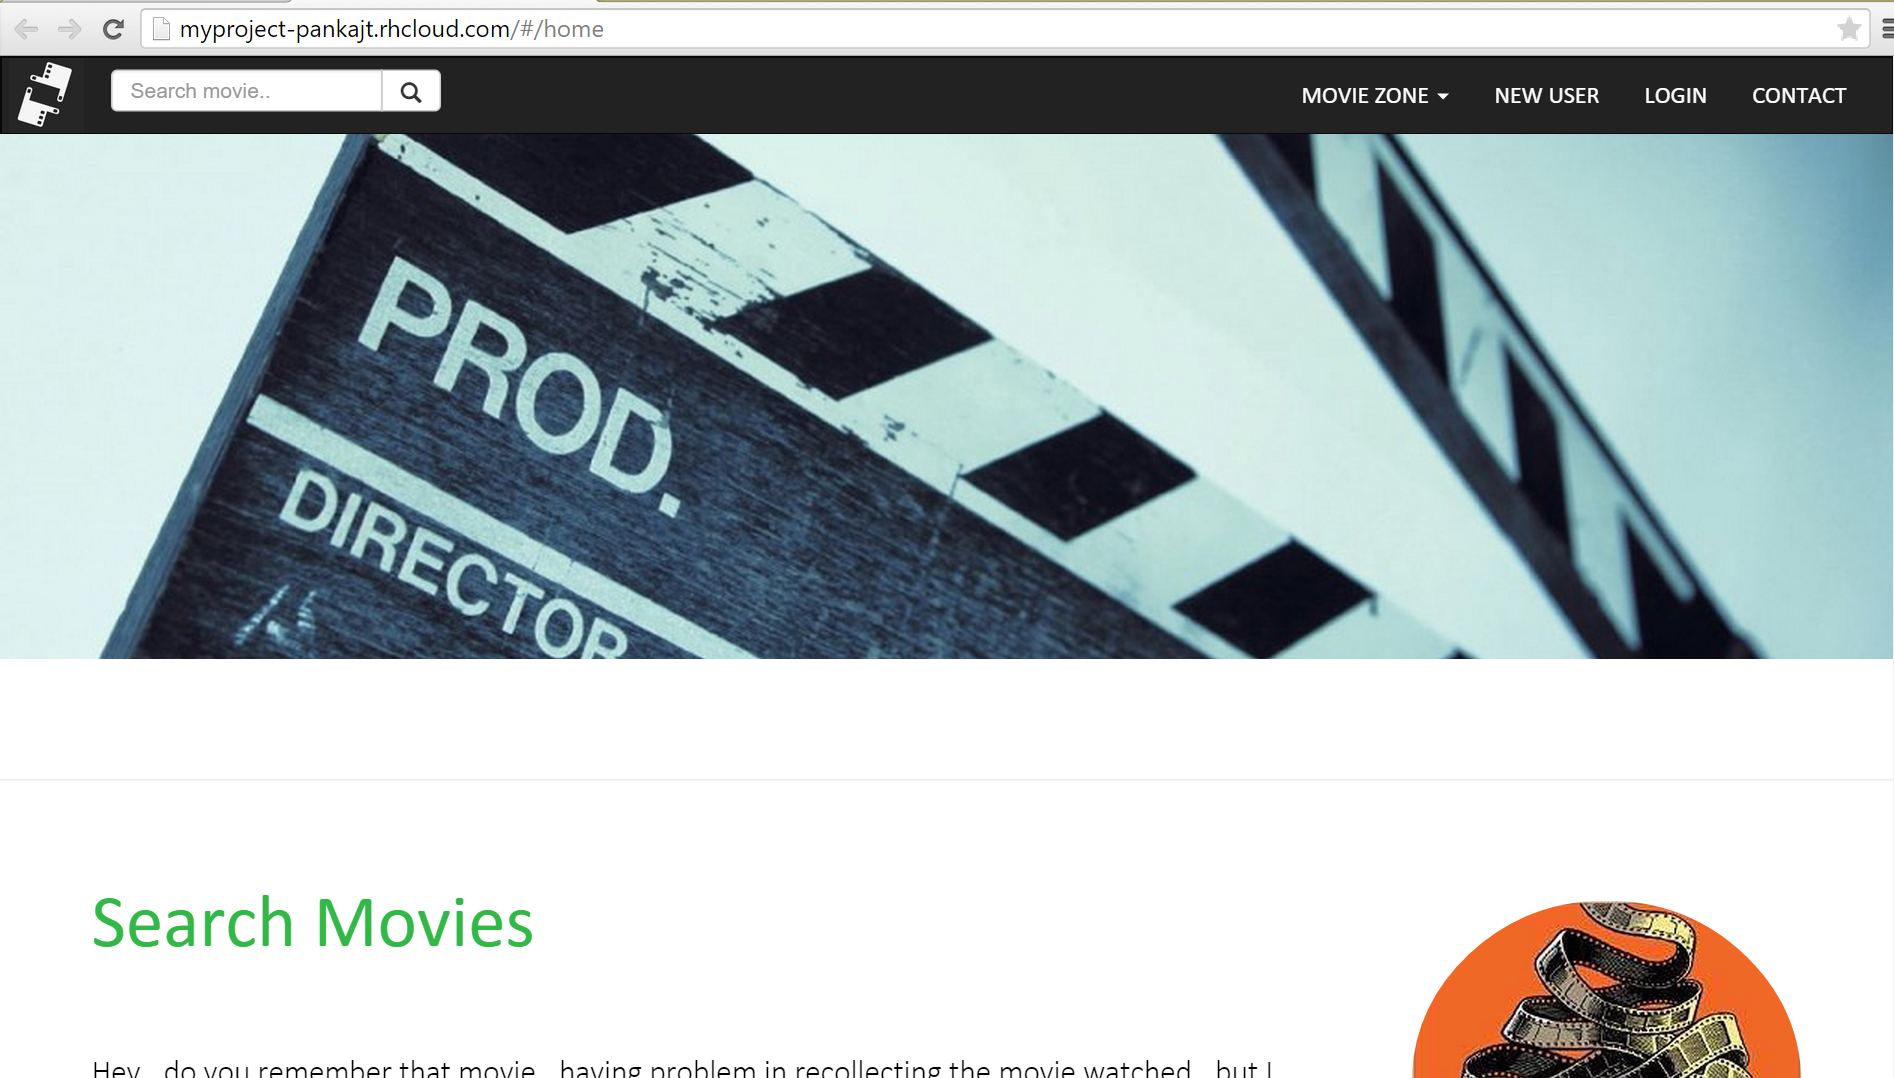 myproject-pankajt.rhcloud.com/#/home
Search movie..
MOVIE ZONE NEW USER LOGIN CONTACT
PROD.
DIRECTOR
Search Movies
Hey.. do you remember that movie.. having problem in recollecting the movie watched.. but I